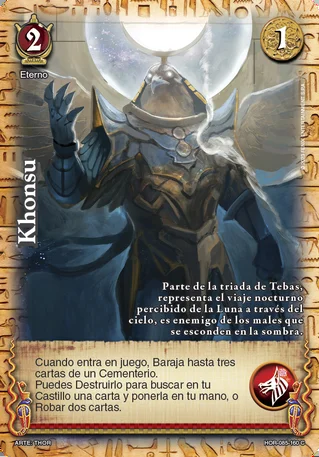 2
1
Eterno
Khonsu
Parte de la triada de Tebas,
representa el viaje nocturno
percibido de la Luna a través del
cielo, es enemigo de los males que
se esconden en la sombra.
Cuando entra en juego, Baraja hasta tres
cartas de un Cementerio.
Puedes Destruirlo para buscar en tu
Castillo una carta y ponerla en tu mano, o
Robar dos cartas.
ARTE: THOR
HDR-085-160 C